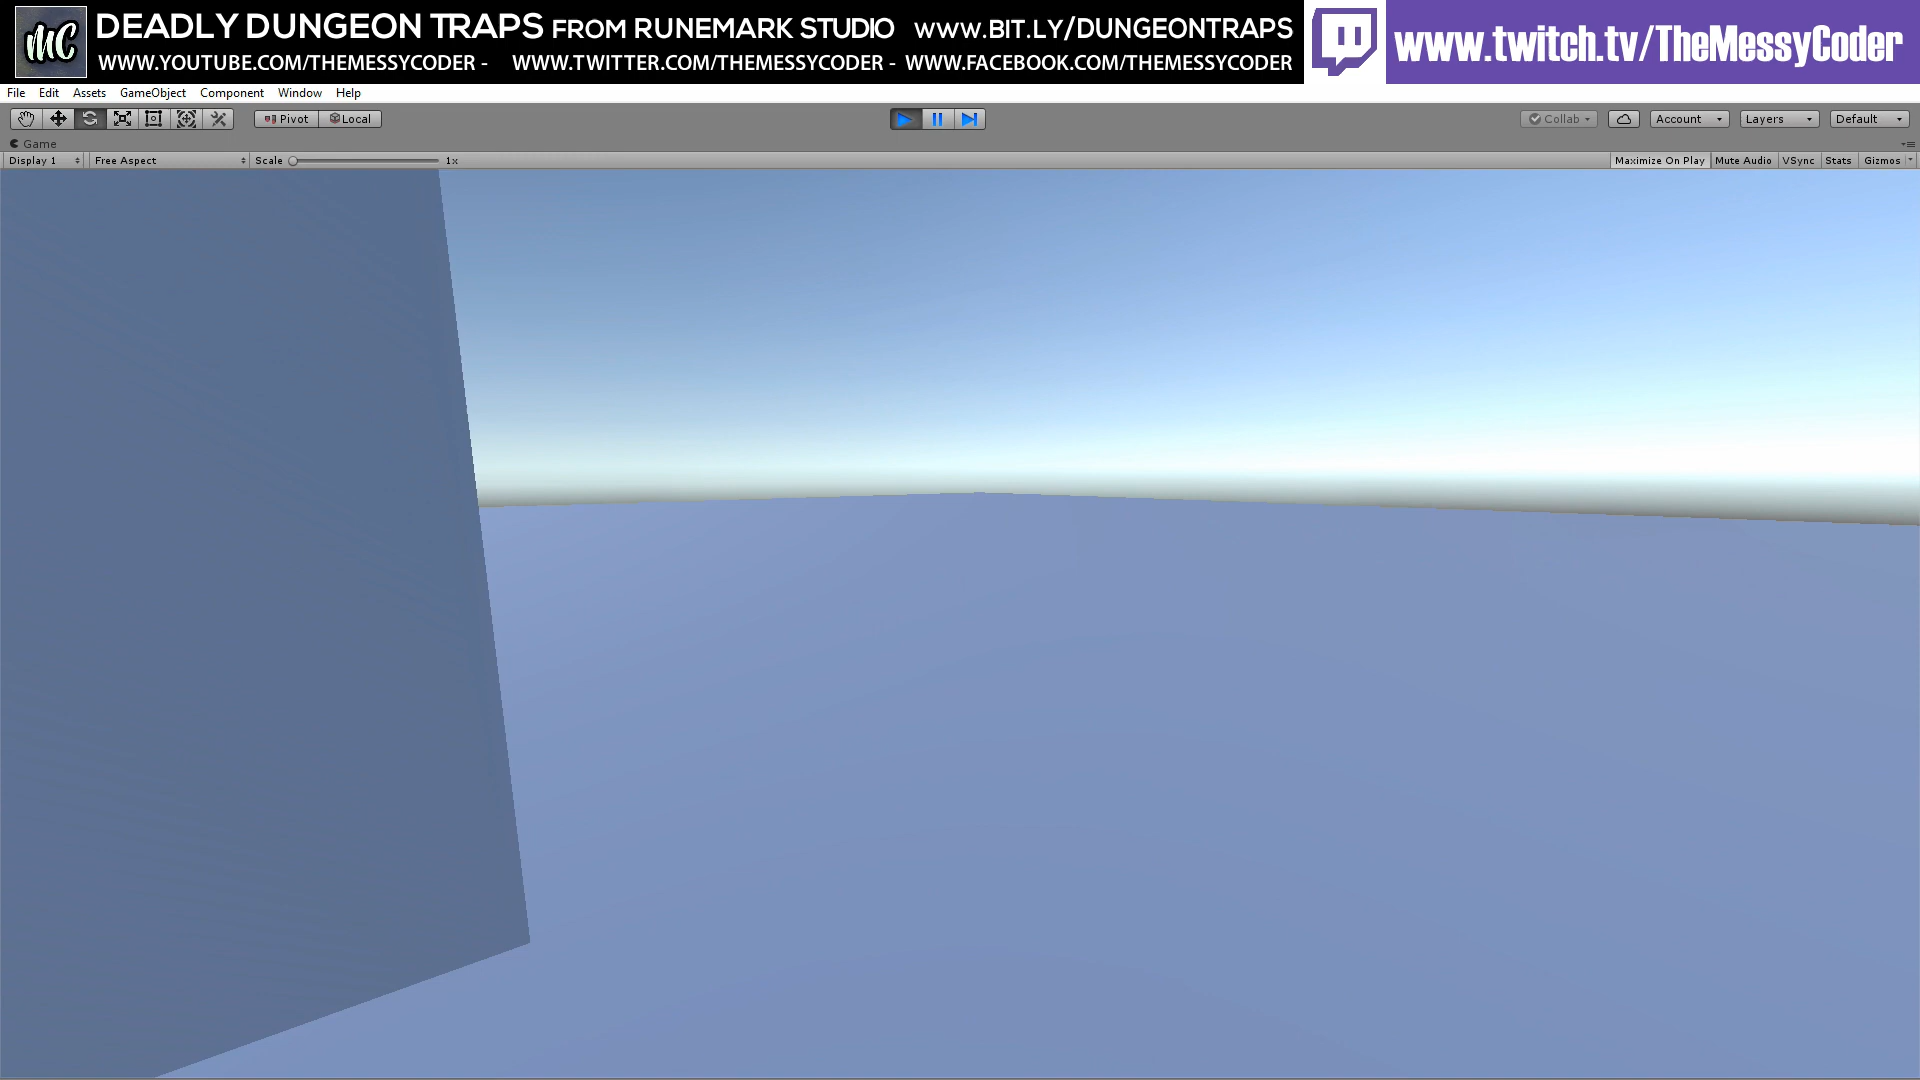 MC DEADLY DUNGEON TRAPS FROM RUNEMARK STUDIO WWW.BIT.LY/DUNGEONTRAPS
WWW.YOUTUBE.COM/THEMESSYCODER - WWW.TWITTER.COM/THEMESSYCODER - WWW.FACEBOOK.COM/THEMESSYCODER
www.twitch.tv/TheMessyCoder
File Edit Assets GameObject Component Window Help
Pivot Local Collab Account Layers Default
Game
Display 1 Free Aspect Scale 1x Maximize On Play Mute Audio VSync Stats Gizmos